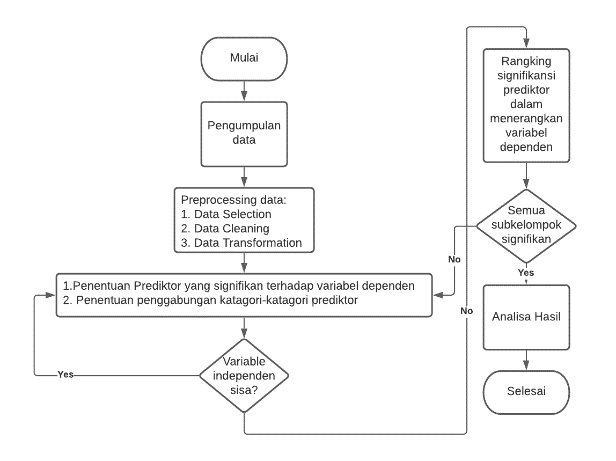 Mulai
Pengumpulan
data
Preprocessing data:
1. Data Selection
2. Data Cleaning
3. Data Transformation
1.Penentuan Prediktor yang signifikan terhadap variabel dependen
2. Penentuan penggabungan katagori-katagori prediktor
Variable
independen
sisa?
Yes
No
Rangking
signifikansi
prediktor
dalam
menerangkan
variabel
dependen
Semua
subkelompok
signifikan
No
Yes
Analisa Hasil
Selesai